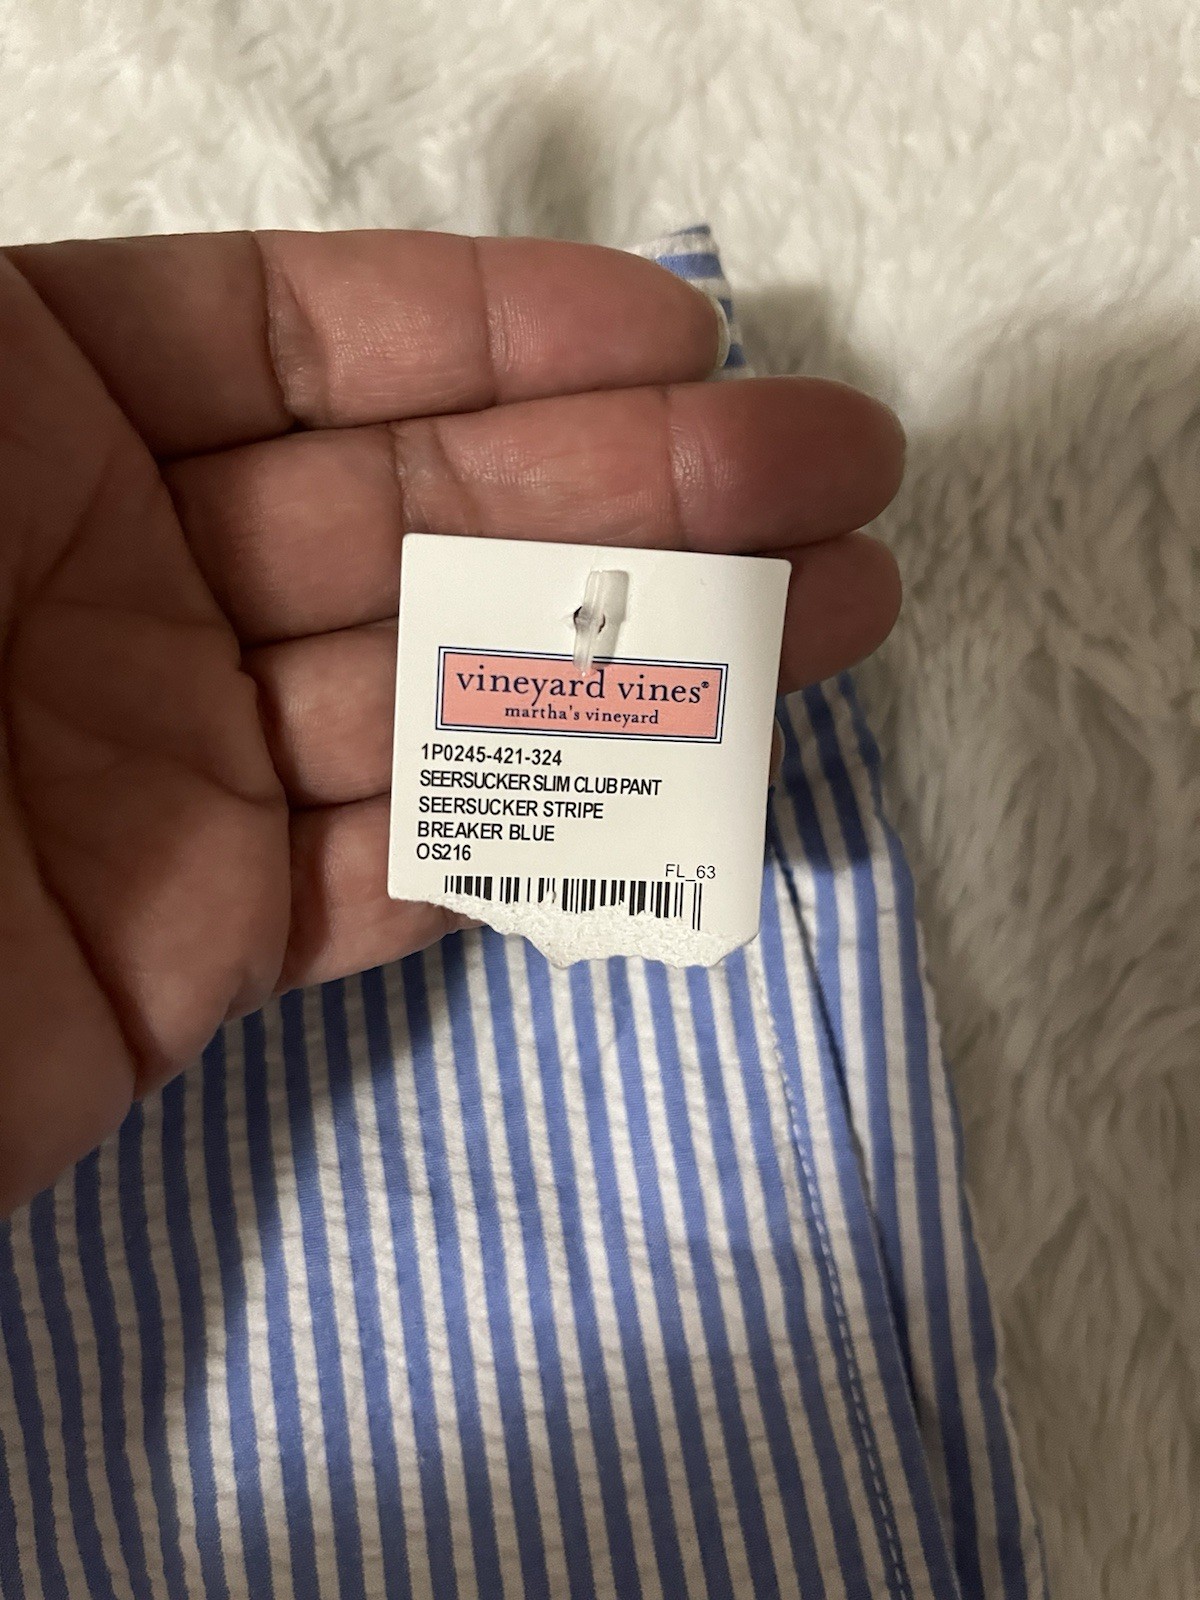 vineyard vines®
martha's vineyard
1P0245-421-324
SEERSUCKER SLIM CLUB PANT
SEERSUCKER STRIPE
BREAKER BLUE
OS216
FL_63